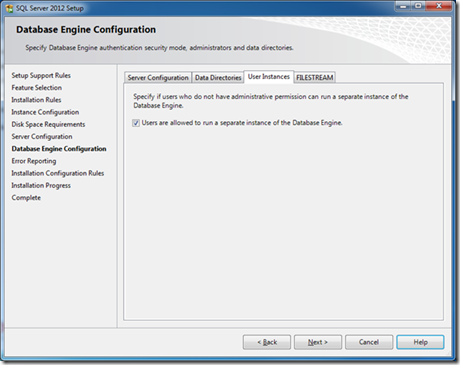 SQL Server 2012 Setup
Database Engine Configuration
Specify Database Engine authentication security mode, administrators and data directories.
Setup Support Rules
Feature Selection
Installation Rules
Instance Configuration
Disk Space Requirements
Server Configuration
Database Engine Configuration
Error Reporting
Installation Configuration Rules
Installation Progress
Complete
Server Configuration
Data Directories
User Instances
FILESTREAM
Specify if users who do not have administrative permission can run a separate instance of the
Database Engine.
Users are allowed to run a separate instance of the Database Engine.
< Back
Next >
Cancel
Help